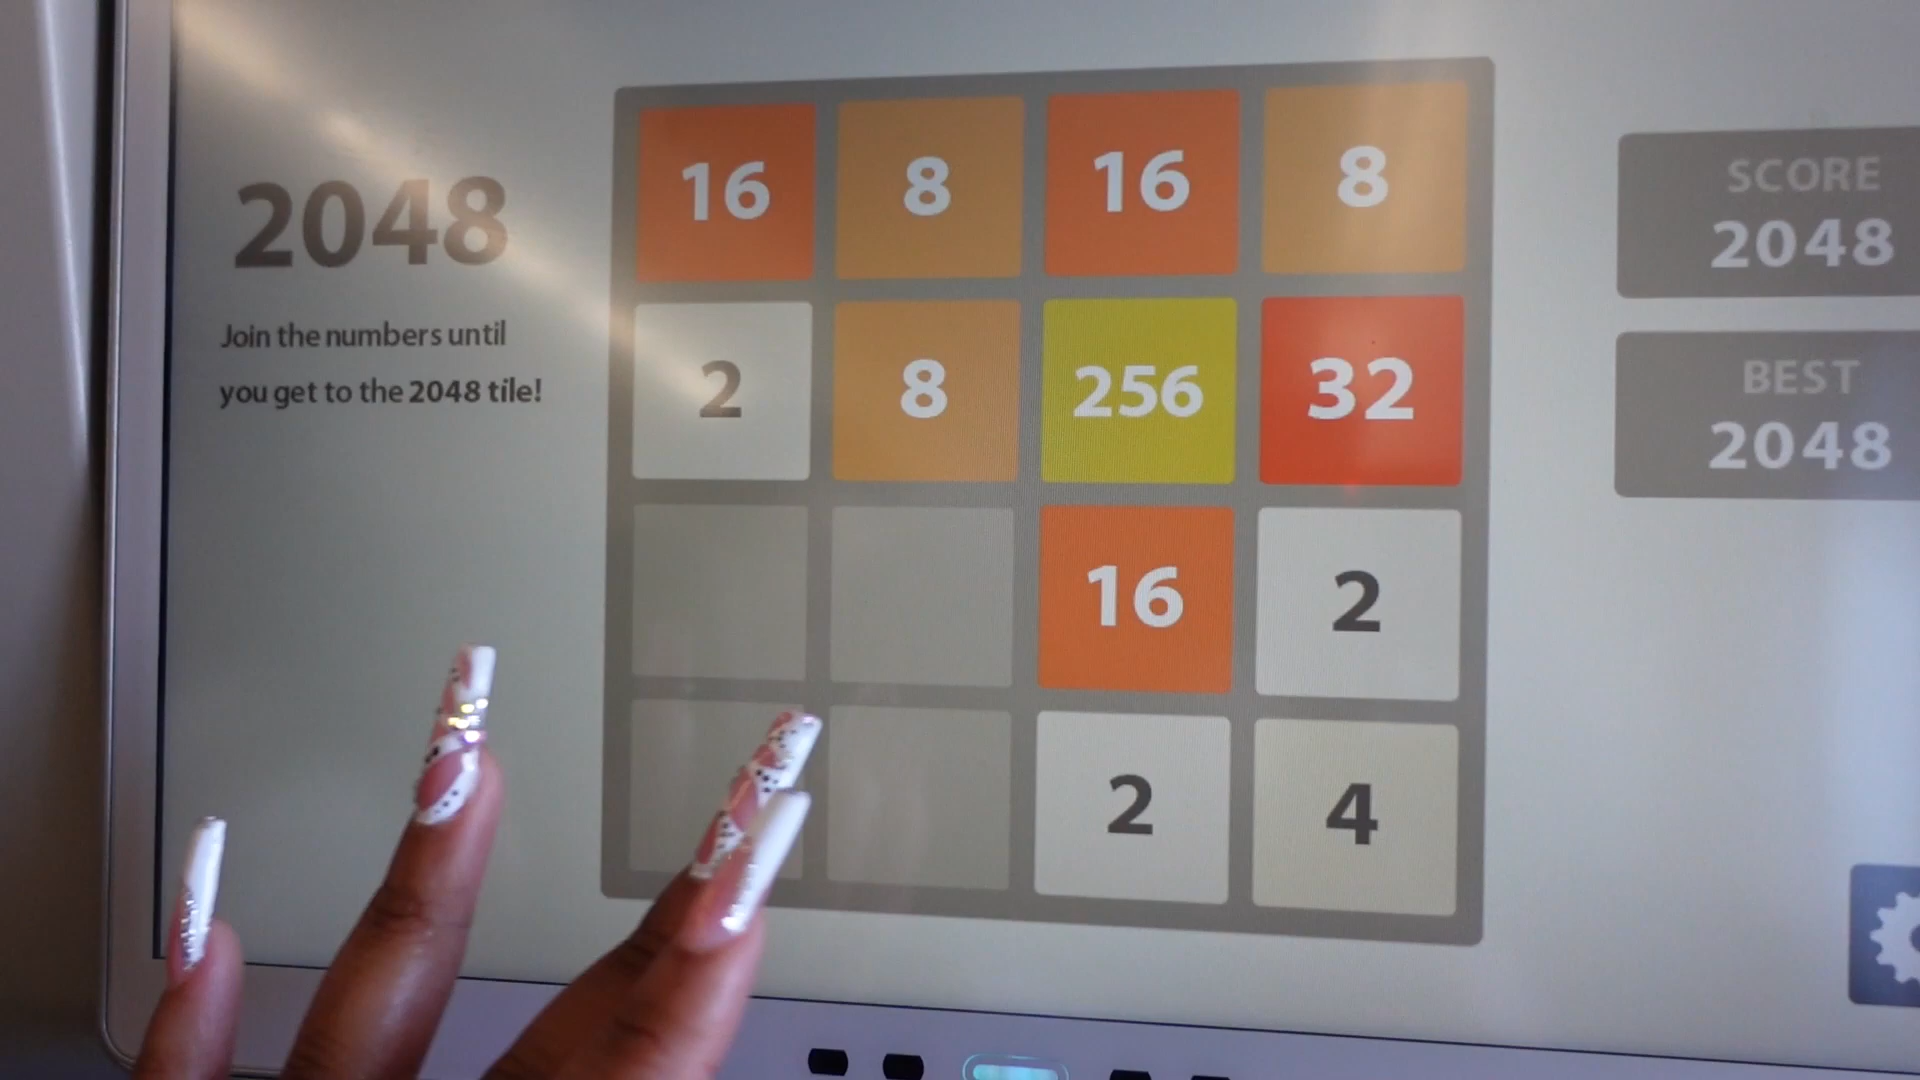 2048
Join the numbers until
you get to the 2048 tile!
16 8 16 8
2 8 256 32
16 2
2 4
SCORE
2048
BEST
2048